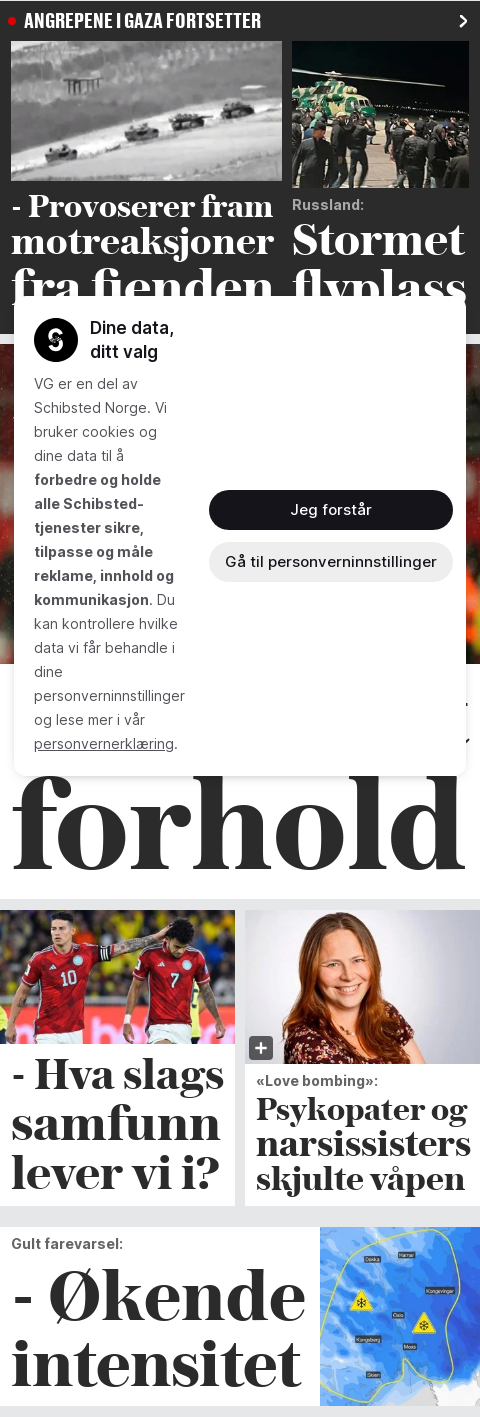 ANGREPENE I GAZA FORTSETTER
- Provoserer fram
motreaksjoner
fra fienden
Russland:
Stormet
flyplass
Dine data,
ditt valg
VG er en del av
Schibsted Norge. Vi
bruker cookies og
dine data til å
forbedre og holde
alle Schibsted-
tjenester sikre,
tilpasse og måle
reklame, innhold og
kommunikasjon. Du
kan kontrollere hvilke
data vi får behandle i
dine
personverninnstillinger
og lese mer i vår
personvernerklæring.
Jeg forstår
Gå til personverninnstillinger
forhold
10
7
- Hva slags
samfunn
lever vi i?
«Love bombing»:
Psykopater og
narsissisters
skjulte våpen
Gult farevarsel:
- Økende
intensitet
Dokka
Hamar
Kongsvinger
Oslo
Kongsberg
Moss
Skien